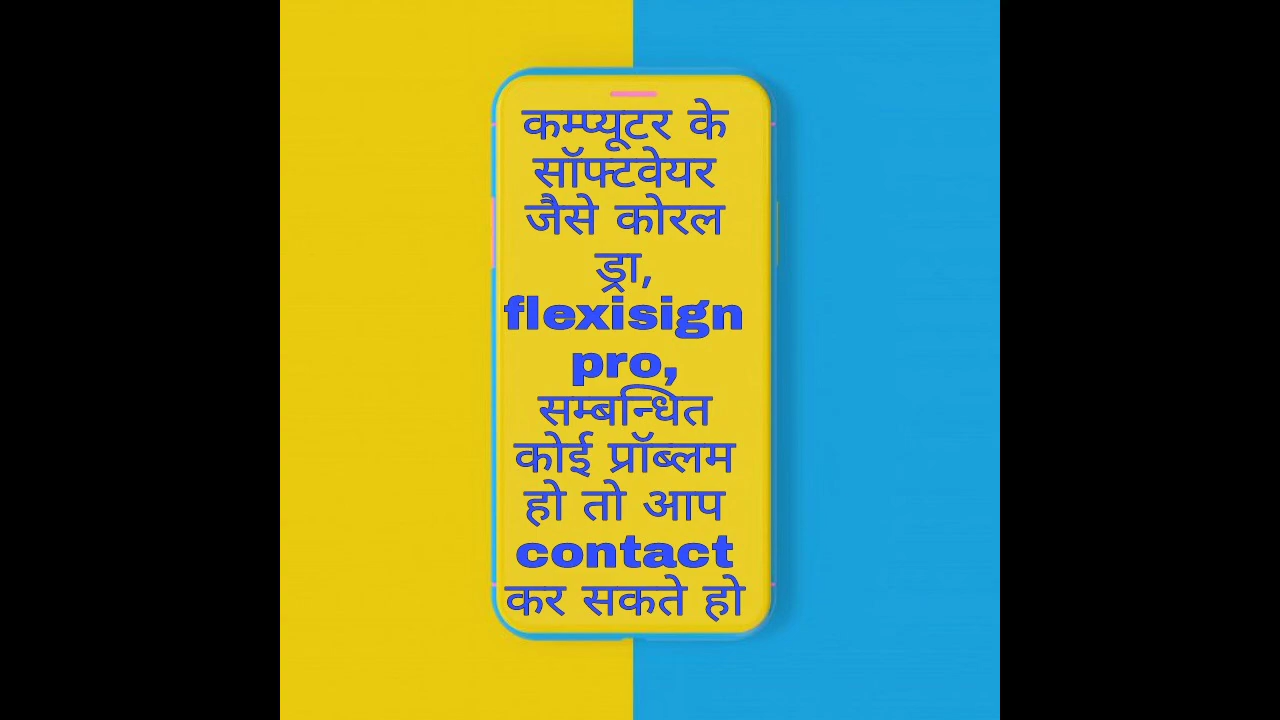 कम्प्यूटर के
सॉफ्टवेयर
जैसे कोरल
ड्रा,
flexisign
pro,
सम्बन्धित
कोई प्रॉब्लम
हो तो आप
contact
कर सकते हो